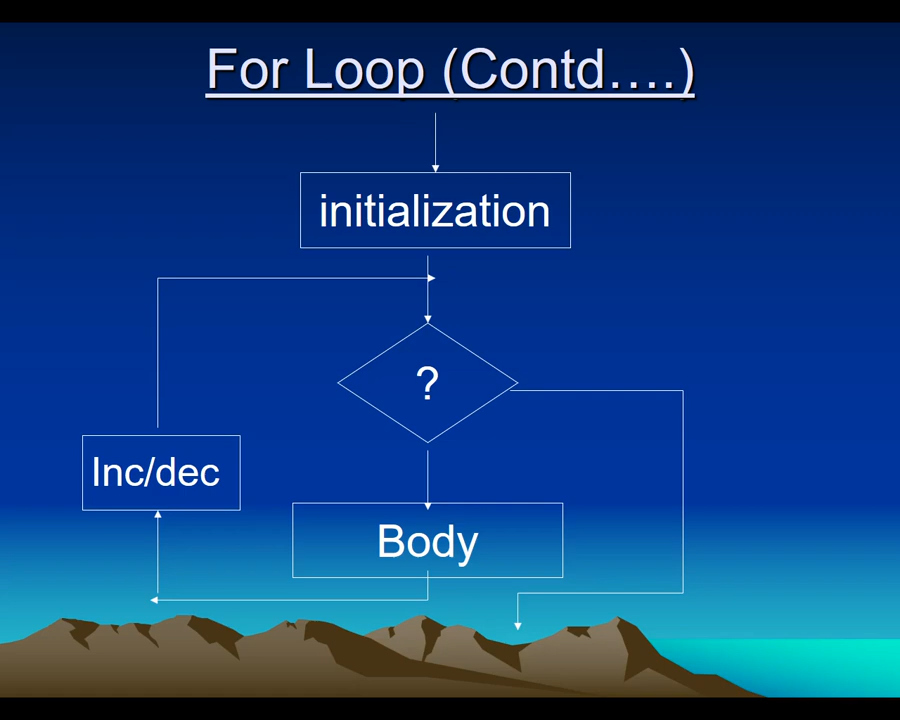 For Loop (Contd….)
initialization
?
Inc/dec
Body